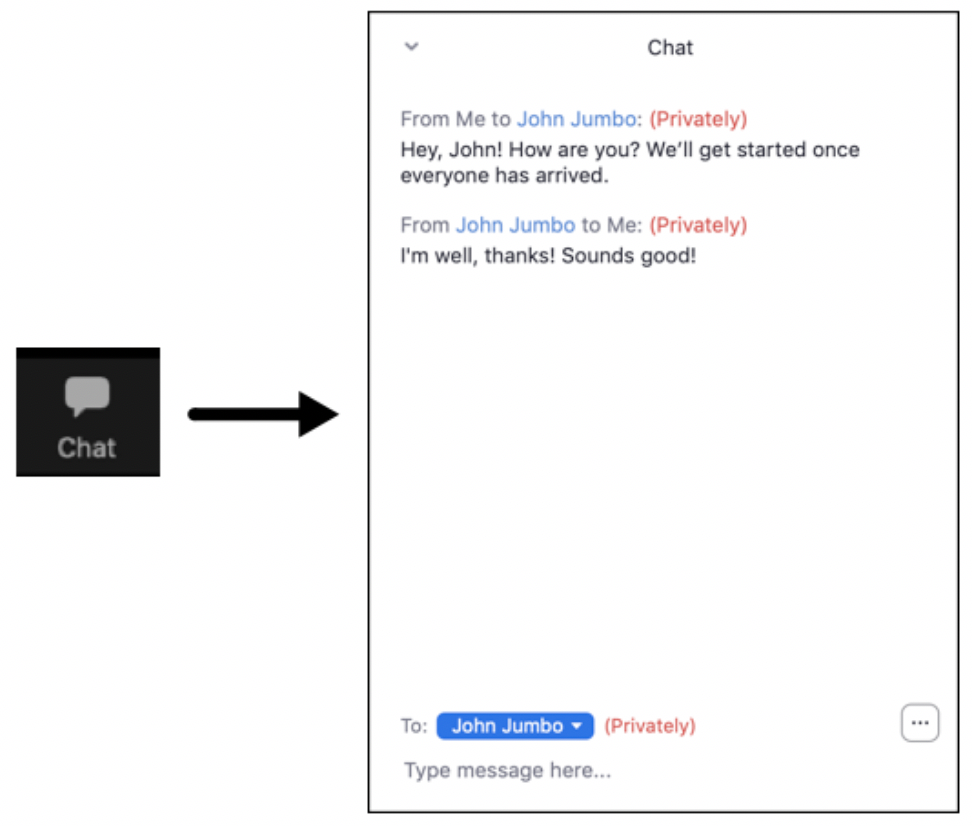 Chat
From Me to John Jumbo: (Privately)
Hey, John! How are you? We’ll get started once
everyone has arrived.
From John Jumbo to Me: (Privately)
I'm well, thanks! Sounds good!
Chat
To: John Jumbo (Privately)
Type message here...